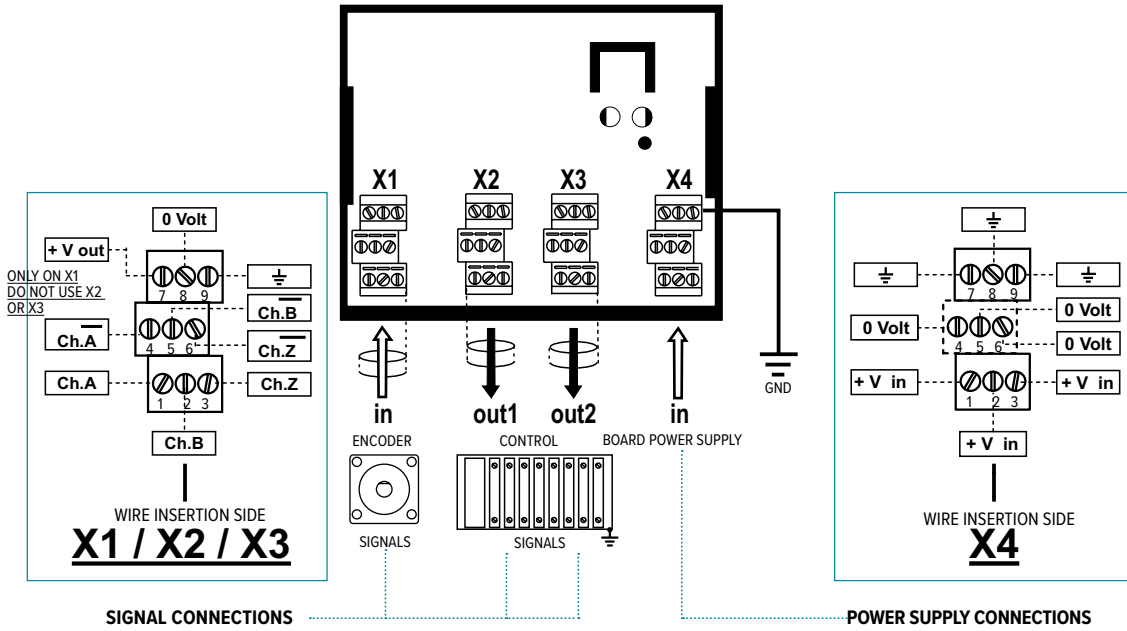 X1
X2
X3
X4
0 Volt
+ V out
ONLY ON X1
DO NOT USE X2
OR X3
7 8 9
Ch.B
Ch.A
4 5 6
Ch.Z
Ch.A
Ch.Z
1 2 3
Ch.B
WIRE INSERTION SIDE
X1 / X2 / X3
in
out1
out2
in
GND
ENCODER
CONTROL
BOARD POWER SUPPLY
SIGNALS
SIGNALS
7 8 9
0 Volt
0 Volt
4 5 6
0 Volt
+ V in
+ V in
1 2 3
+ V in
WIRE INSERTION SIDE
X4
SIGNAL CONNECTIONS
POWER SUPPLY CONNECTIONS